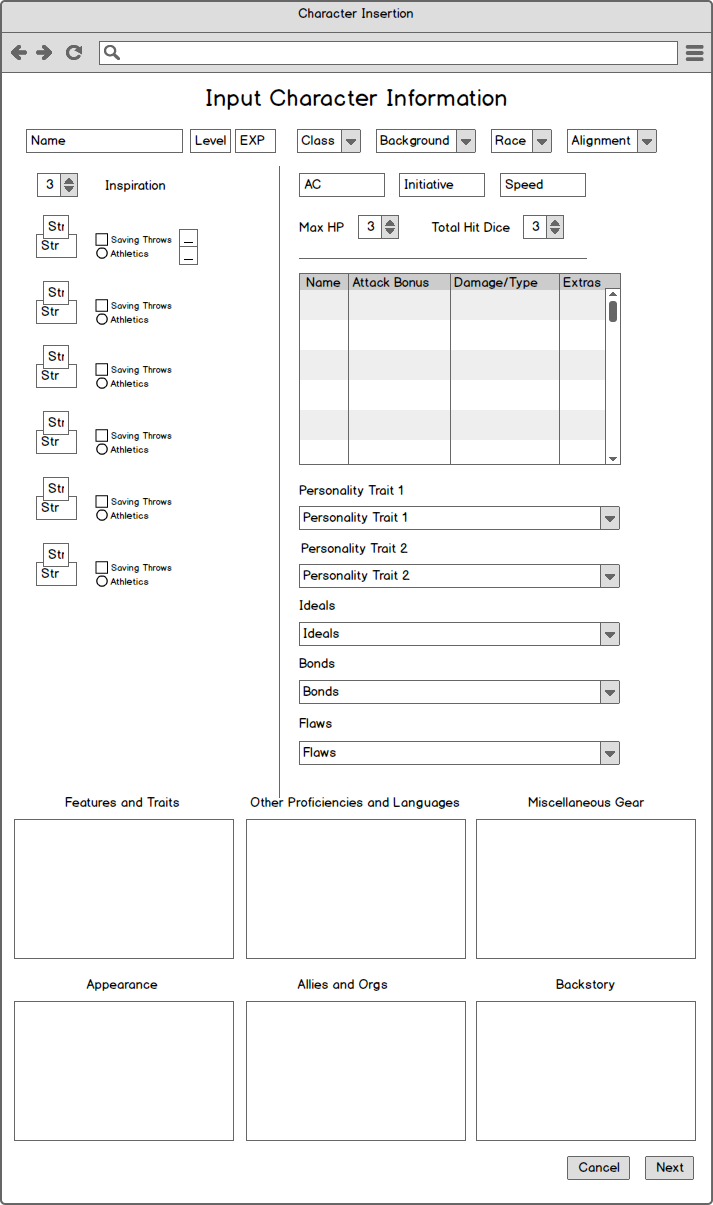 Character Insertion
Input Character Information
Name Level EXP Class Background Race Alignment
3 Inspiration
Str
Str
Saving Throws
Athletics
Str
Str
Saving Throws
Athletics
Str
Str
Saving Throws
Athletics
Str
Str
Saving Throws
Athletics
Str
Str
Saving Throws
Athletics
Str
Str
Saving Throws
Athletics
AC Initiative Speed
Max HP 3 Total Hit Dice 3
Name Attack Bonus Damage/Type Extras
Personality Trait 1
Personality Trait 1
Personality Trait 2
Personality Trait 2
Ideals
Ideals
Bonds
Bonds
Flaws
Flaws
Features and Traits Other Proficiencies and Languages Miscellaneous Gear
Appearance Allies and Orgs Backstory
Cancel Next